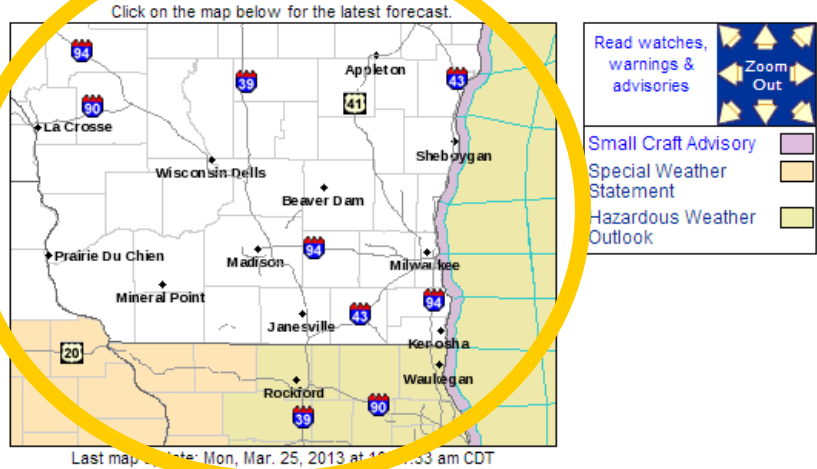 Click on the map below for the latest forecast.
94
Appleton
39
43
90
41
La Crosse
Sheboygan
Wisconsin Dells
Beaver Dam
Prairie Du Chien
Madison
94
Milwaukee
Mineral Point
94
Janesville
43
Kenosha
20
Waukegan
Rockford
90
39
Last map update: Mon, Mar. 25, 2013 at am CDT
Read watches,
warnings &
advisories
Zoom
Out
Small Craft Advisory
Special Weather
Statement
Hazardous Weather
Outlook